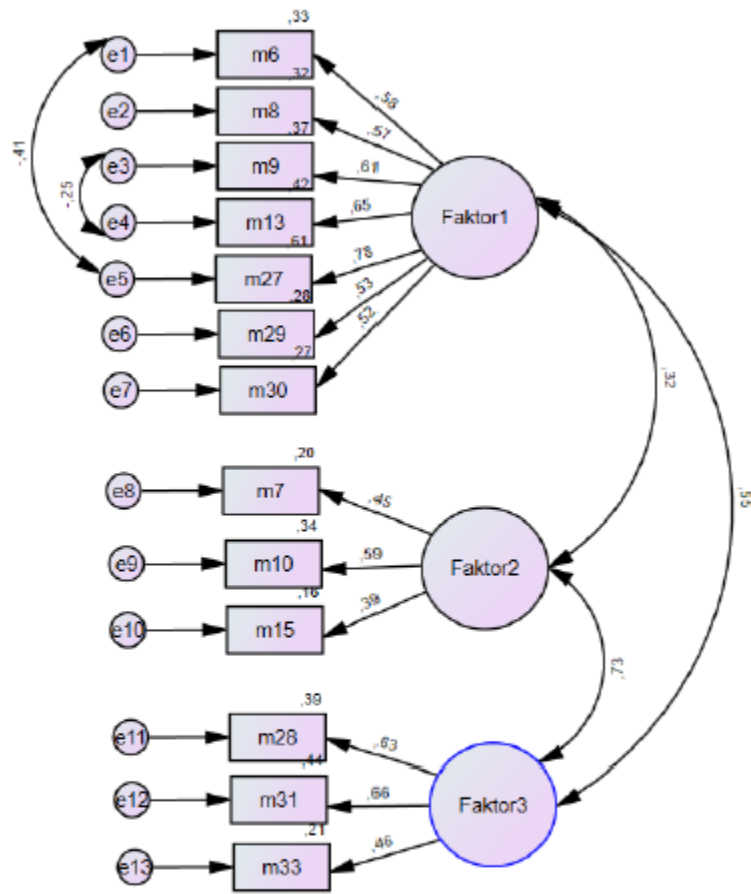 ,33
e1 m6 ,58
,32
e2 m8 ,57
,37
e3 m9 ,61
,42
e4 m13 ,65
,61
e5 m27 ,78
,28
e6 m29 ,53
,27
e7 m30 ,52
-,41
-,25
Faktor1
,32
,55
,20
e8 m7 ,45
,34
e9 m10 ,59
,16
e10 m15 ,39
Faktor2
,73
,39
e11 m28 ,63
,44
e12 m31 ,66
,21
e13 m33 ,46
Faktor3